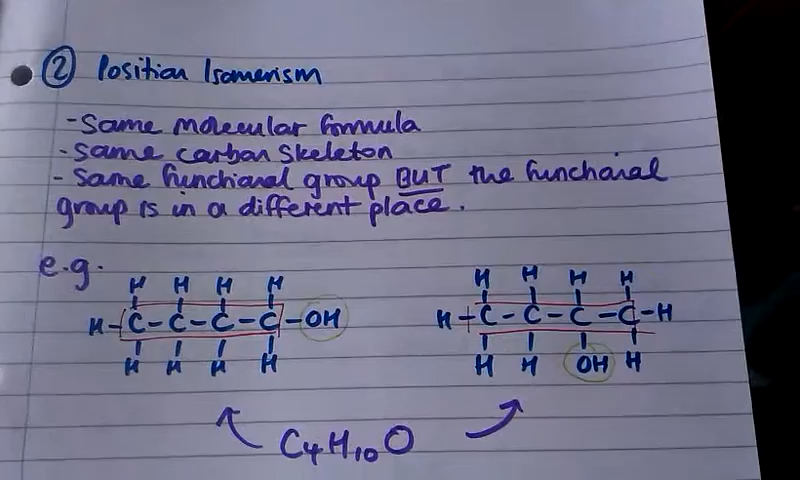 ② Position Isomerism
- Same molecular formula
- Same carbon skeleton
- Same functional group BUT the functional
group is in a different place.
e.g.
H H H H
H-C-C-C-C-OH
H H H H
H H H H
H-C-C-C-C-H
H H OH H
C₄H₁₀O